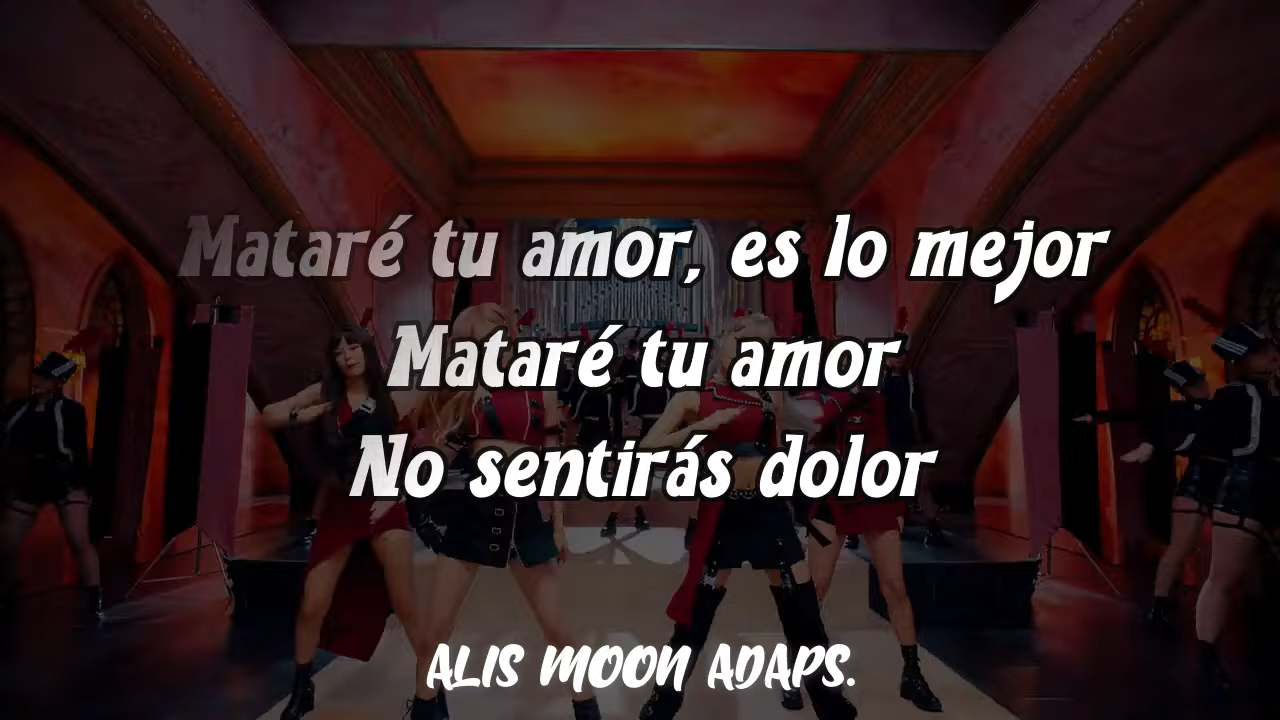 Mataré tu amor, es lo mejor
Mataré tu amor
No sentirás dolor
ALIS MOON ADAPS.